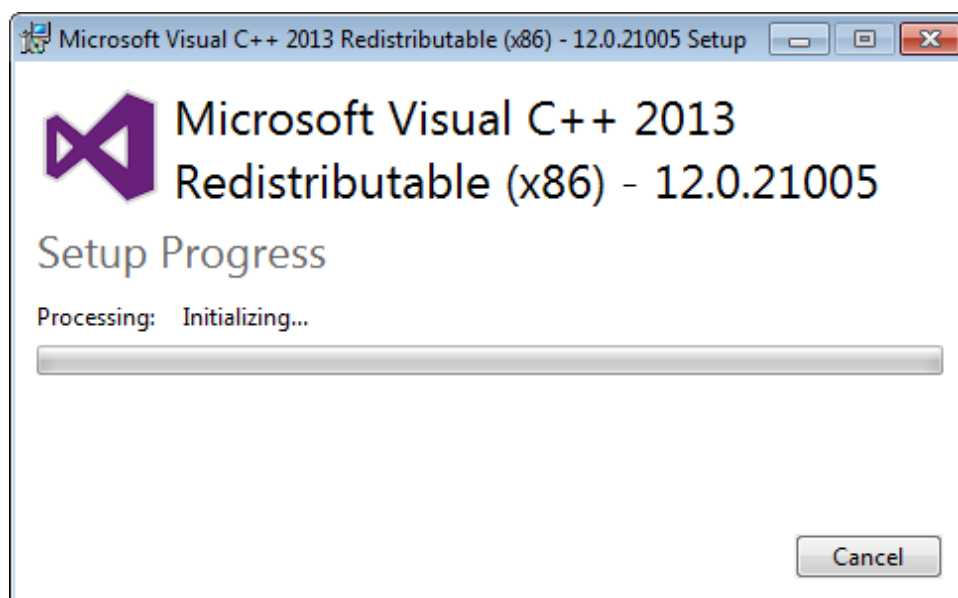 Microsoft Visual C++ 2013 Redistributable (x86) - 12.0.21005 Setup
Microsoft Visual C++ 2013
Redistributable (x86) - 12.0.21005
Setup Progress
Processing: Initializing...
Cancel